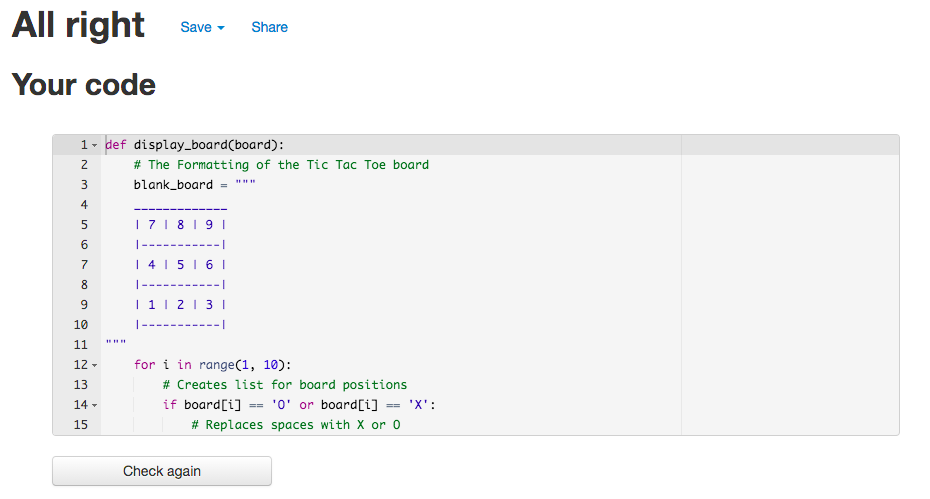 All right Save Share
Your code
1 def display_board(board):
2     # The Formatting of the Tic Tac Toe board
3     blank_board = """
4     _____________
5     | 7 | 8 | 9 |
6     |-----------|
7     | 4 | 5 | 6 |
8     |-----------|
9     | 1 | 2 | 3 |
10     |-----------|
11 """
12     for i in range(1, 10):
13         # Creates list for board positions
14         if board[i] == 'O' or board[i] == 'X':
15             # Replaces spaces with X or O
Check again